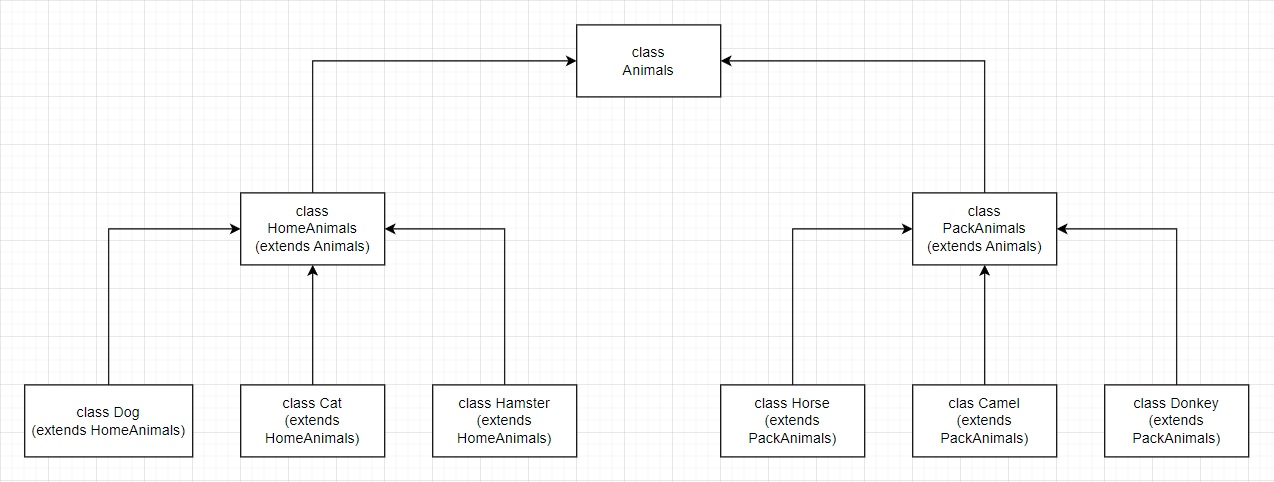 class
Animals
class
HomeAnimals
(extends Animals)
class
PackAnimals
(extends Animals)
class Dog
(extends HomeAnimals)
class Cat
(extends
HomeAnimals)
class Hamster
(extends
HomeAnimals)
class Horse
(extends
PackAnimals)
clas Camel
(extends
PackAnimals)
class Donkey
(extends
PackAnimals)